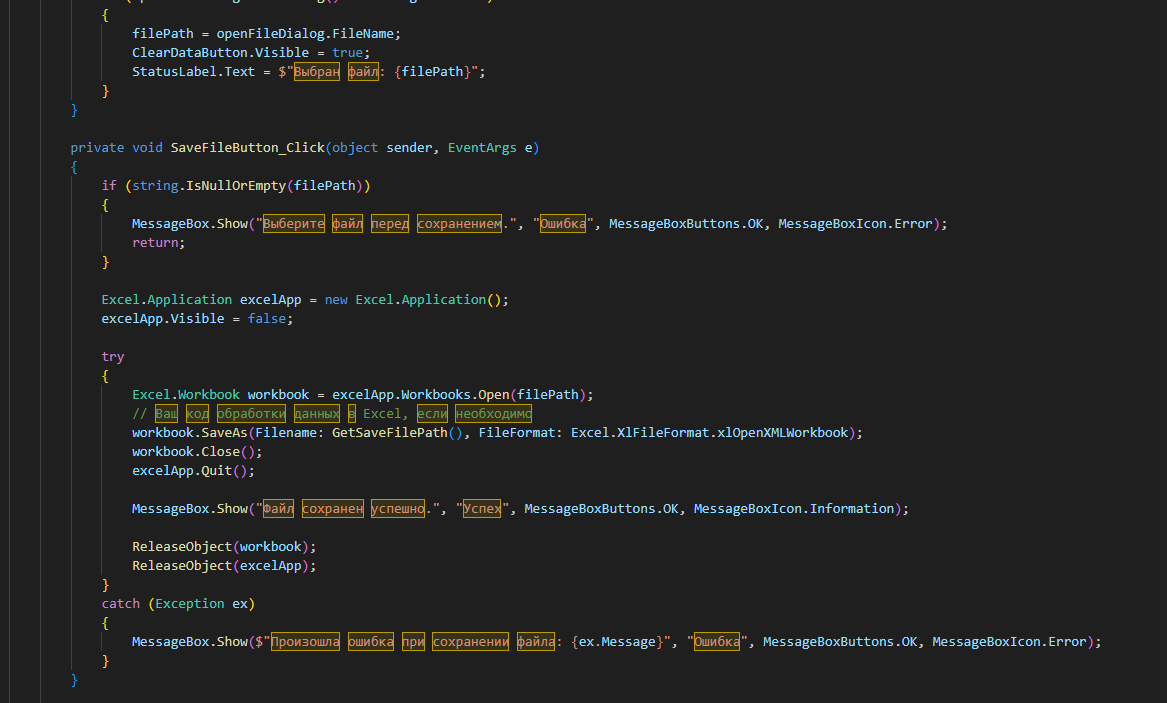 {
filePath = openFileDialog.FileName;
ClearDataButton.Visible = true;
StatusLabel.Text = $"Выбран файл: {filePath}";
}
}
private void SaveFileButton_Click(object sender, EventArgs e)
{
if (string.IsNullOrEmpty(filePath))
{
MessageBox.Show("Выберите файл перед сохранением.", "Ошибка", MessageBoxButtons.OK, MessageBoxIcon.Error);
return;
}
Excel.Application excelApp = new Excel.Application();
excelApp.Visible = false;
try
{
Excel.Workbook workbook = excelApp.Workbooks.Open(filePath);
// Ваш код обработки данных в Excel, если необходимо
workbook.SaveAs(Filename: GetSaveFilePath(), FileFormat: Excel.XlFileFormat.xlOpenXMLWorkbook);
workbook.Close();
excelApp.Quit();
MessageBox.Show("Файл сохранен успешно.", "Успех", MessageBoxButtons.OK, MessageBoxIcon.Information);
ReleaseObject(workbook);
ReleaseObject(excelApp);
}
catch (Exception ex)
{
MessageBox.Show($"Произошла ошибка при сохранении файла: {ex.Message}", "Ошибка", MessageBoxButtons.OK, MessageBoxIcon.Error);
}
}